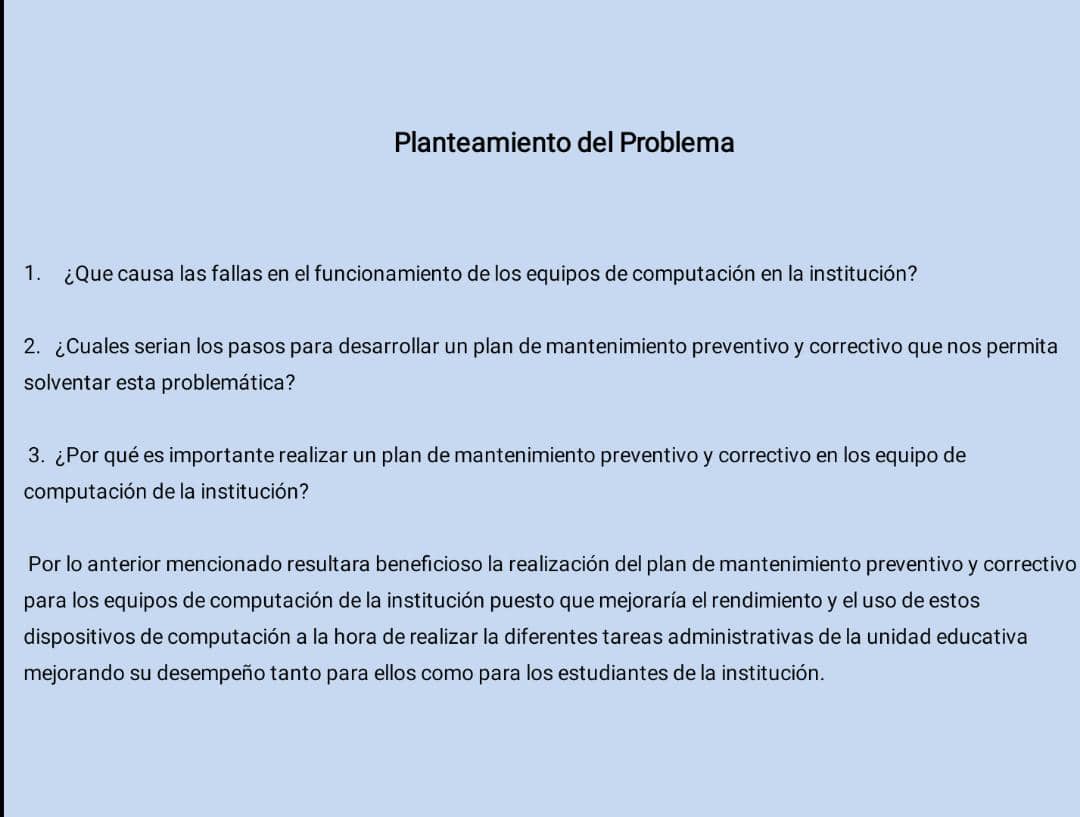 Planteamiento del Problema
1. ¿Que causa las fallas en el funcionamiento de los equipos de computación en la institución?
2. ¿Cuales serian los pasos para desarrollar un plan de mantenimiento preventivo y correctivo que nos permita
solventar esta problemática?
3. ¿Por qué es importante realizar un plan de mantenimiento preventivo y correctivo en los equipo de
computación de la institución?
Por lo anterior mencionado resultara beneficioso la realización del plan de mantenimiento preventivo y correctivo
para los equipos de computación de la institución puesto que mejoraría el rendimiento y el uso de estos
dispositivos de computación a la hora de realizar la diferentes tareas administrativas de la unidad educativa
mejorando su desempeño tanto para ellos como para los estudiantes de la institución.